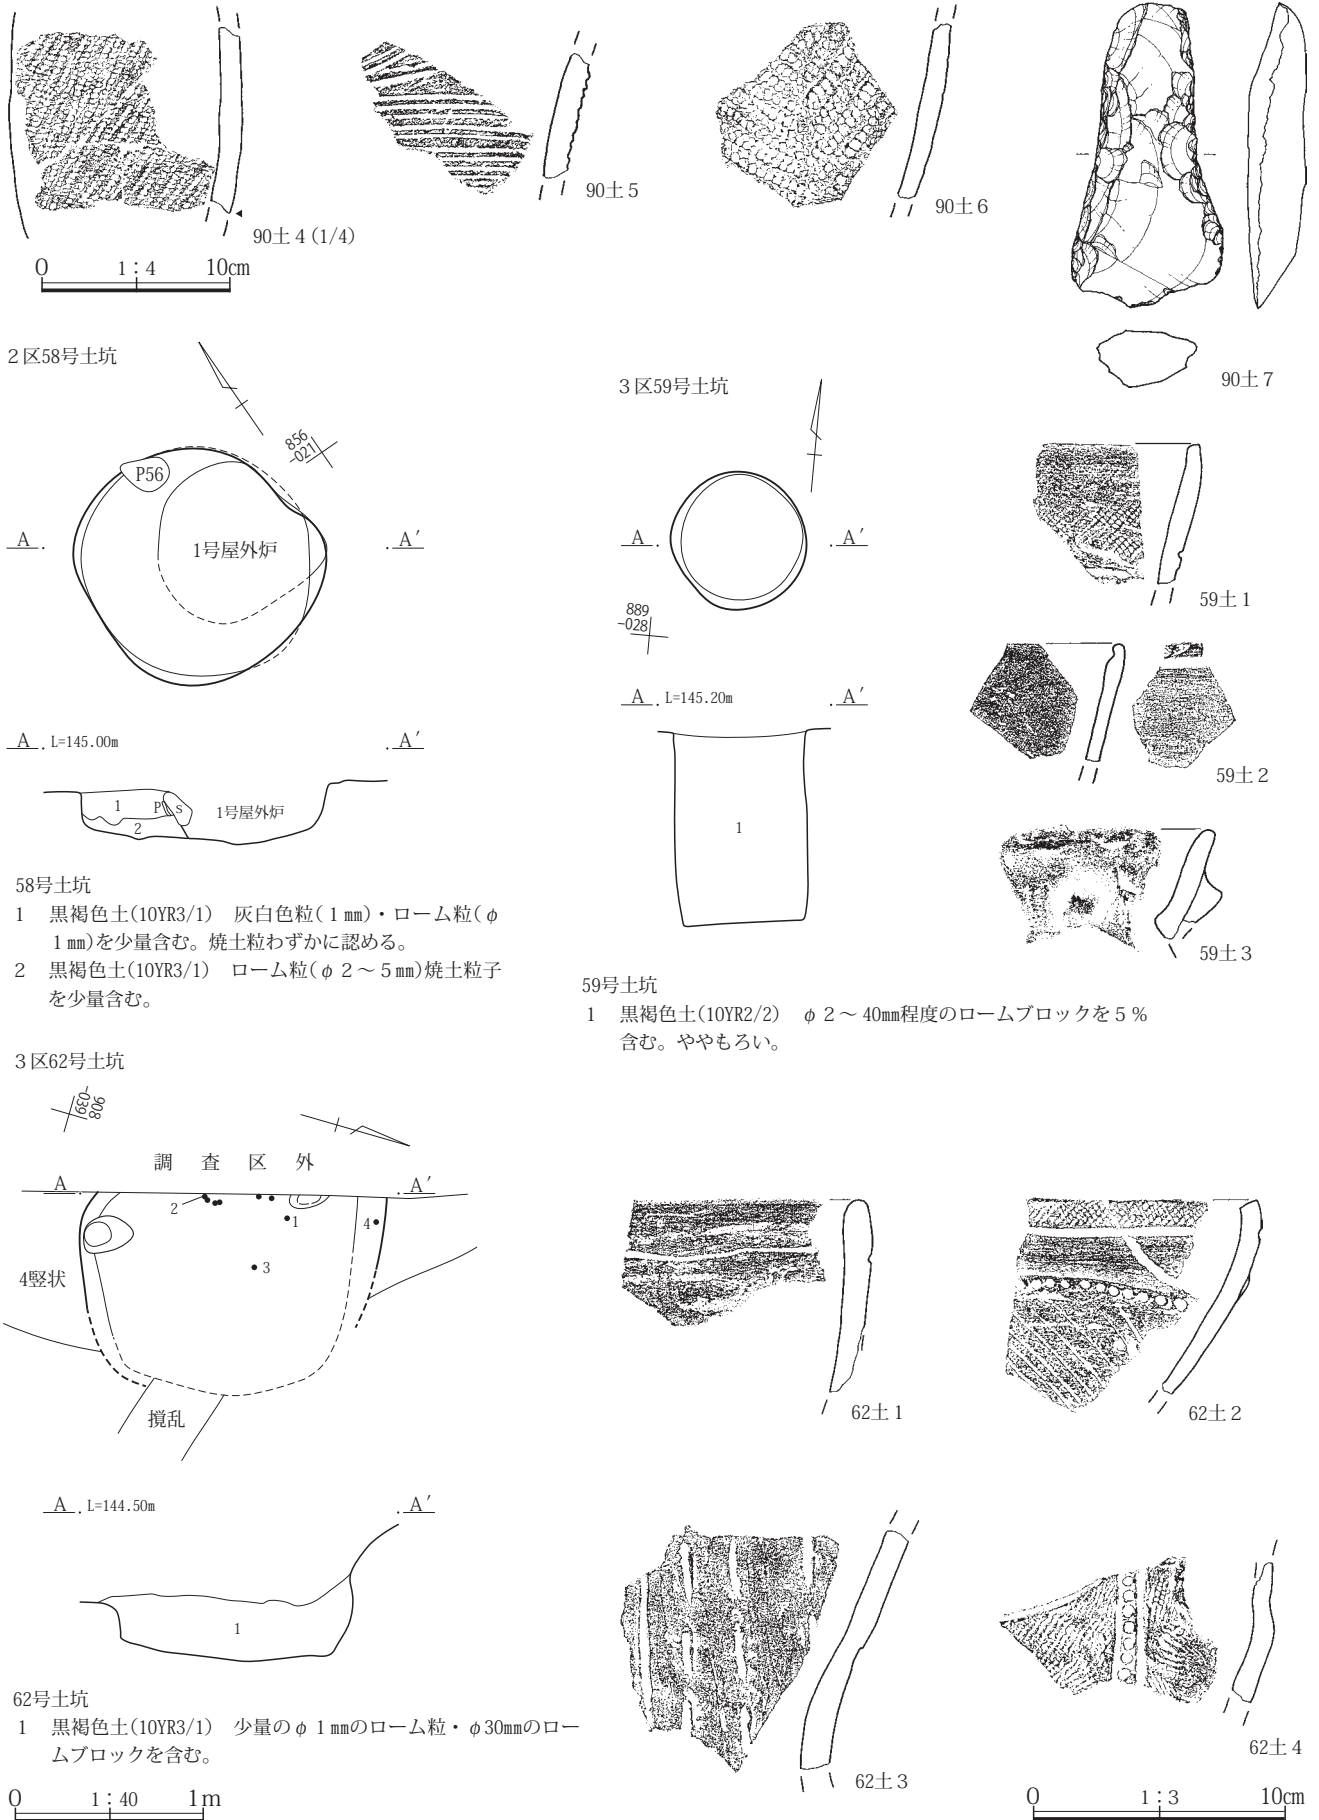 90土4(1/4)
90土5
90土6
0 1：4 10cm
90土7
2区58号土坑
856
-021
P56
1号屋外炉
A. .A′
A. L=145.00m .A′
1 P S 1号屋外炉
2
58号土坑
1 黒褐色土(10YR3/1) 灰白色粒(1㎜)・ローム粒(φ
1㎜)を少量含む。焼土粒わずかに認める。
2 黒褐色土(10YR3/1) ローム粒(φ2～5㎜)焼土粒子
を少量含む。
3区59号土坑
A. .A′
889
-028
A. L=145.20m .A′
1
59土1
59土2
59土3
59号土坑
1 黒褐色土(10YR2/2) φ2～40㎜程度のロームブロックを5％
含む。ややもろい。
3区62号土坑
908
-039
調査区外
A. .A′
2
1
4
3
4竪状
撹乱
A. L=144.50m .A′
1
62号土坑
1 黒褐色土(10YR3/1) 少量のφ1㎜のローム粒・φ30㎜のロー
ムブロックを含む。
0 1：40 1m
62土1
62土2
62土3
62土4
0 1：3 10cm